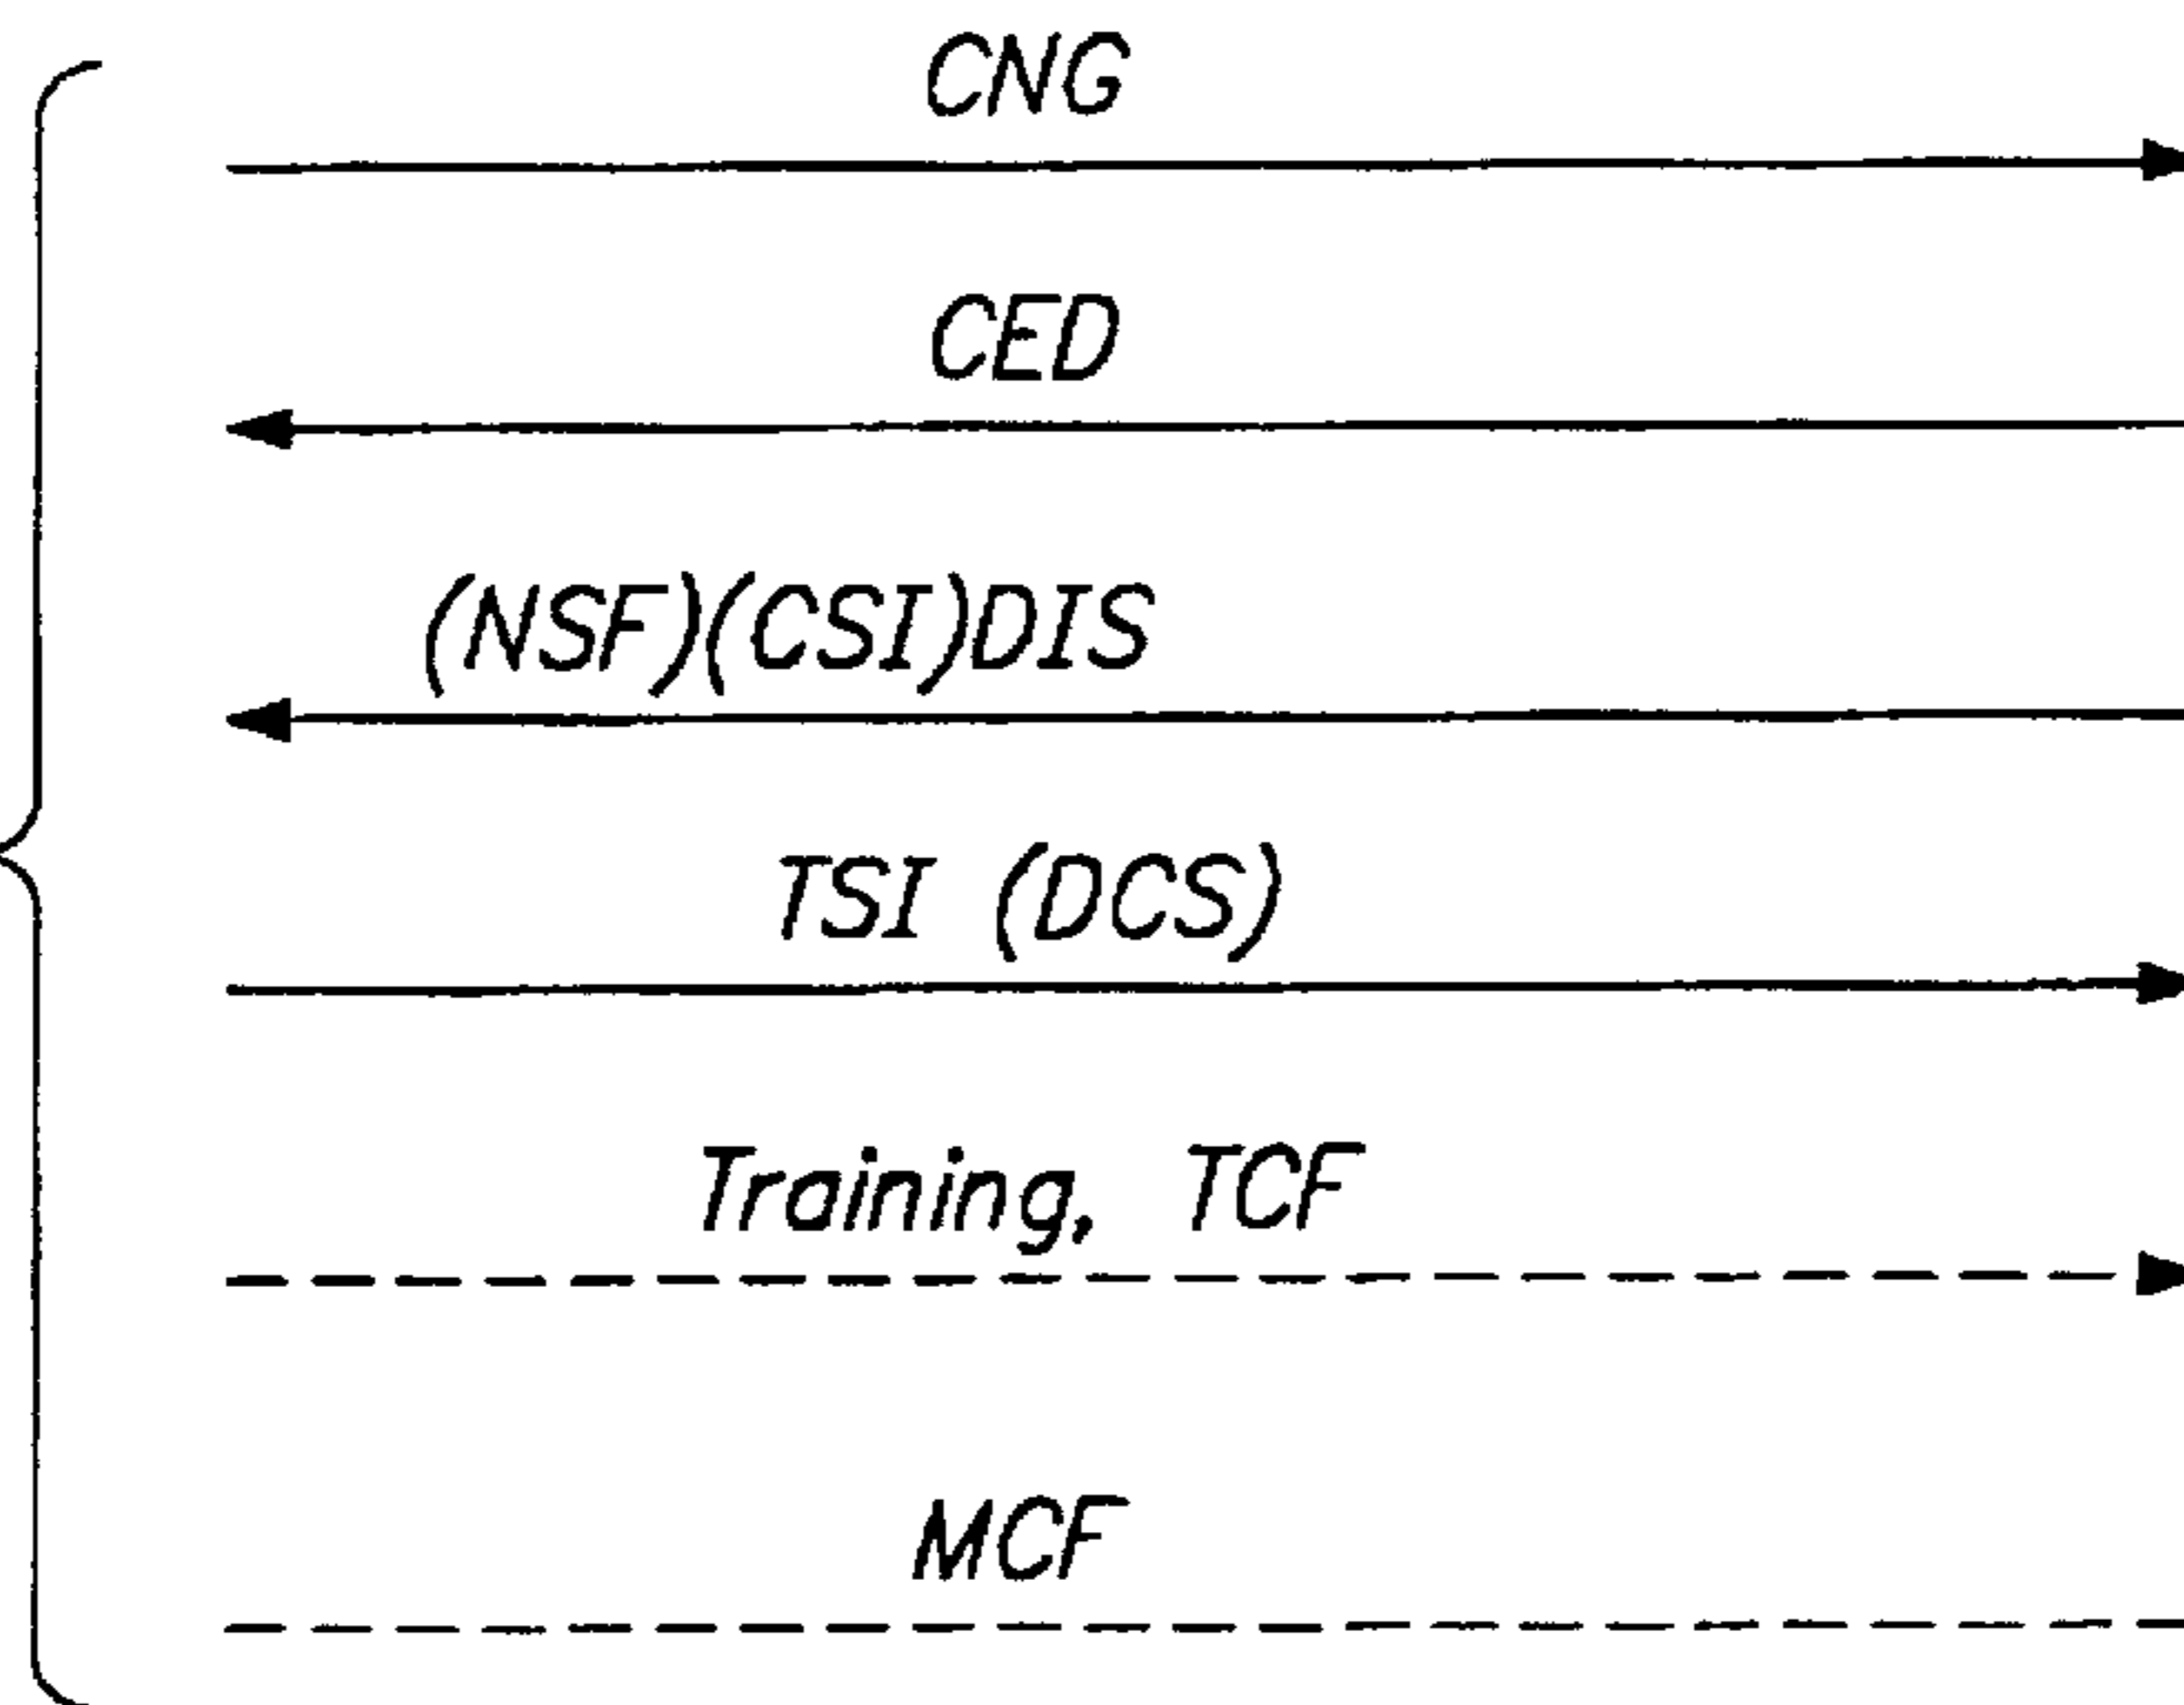 CNG
CED
(NSF)(CSI)DIS
TSI (DCS)
Training, TCF
MCF